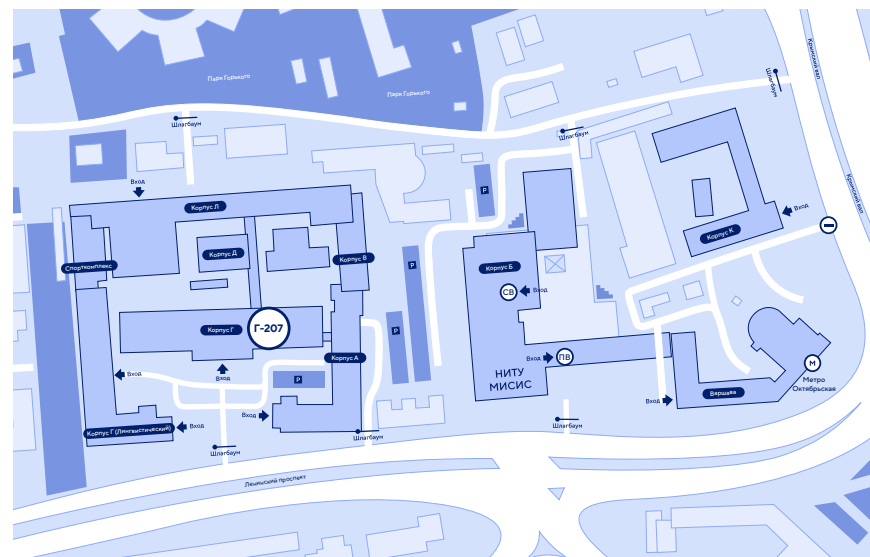 Крымский вал
Парк Горького
Парк Горького
Шлагбаум
Шлагбаум
Шлагбаум
Вход
P
Крымский вал
Корпус Л
Вход
Корпус К
Спорткомплекс
Корпус Д
Корпус В
P
Корпус Б
СВ
Вход
Корпус Г
Г-207
P
Корпус А
Вход
ПВ
М
Метро
Октябрьская
НИТУ
МИСИС
Вход
Вход
P
Варшава
Вход
Вход
Вход
Корпус Г (Лингвистический)
Шлагбаум
Шлагбаум
Шлагбаум
Ленинский проспект